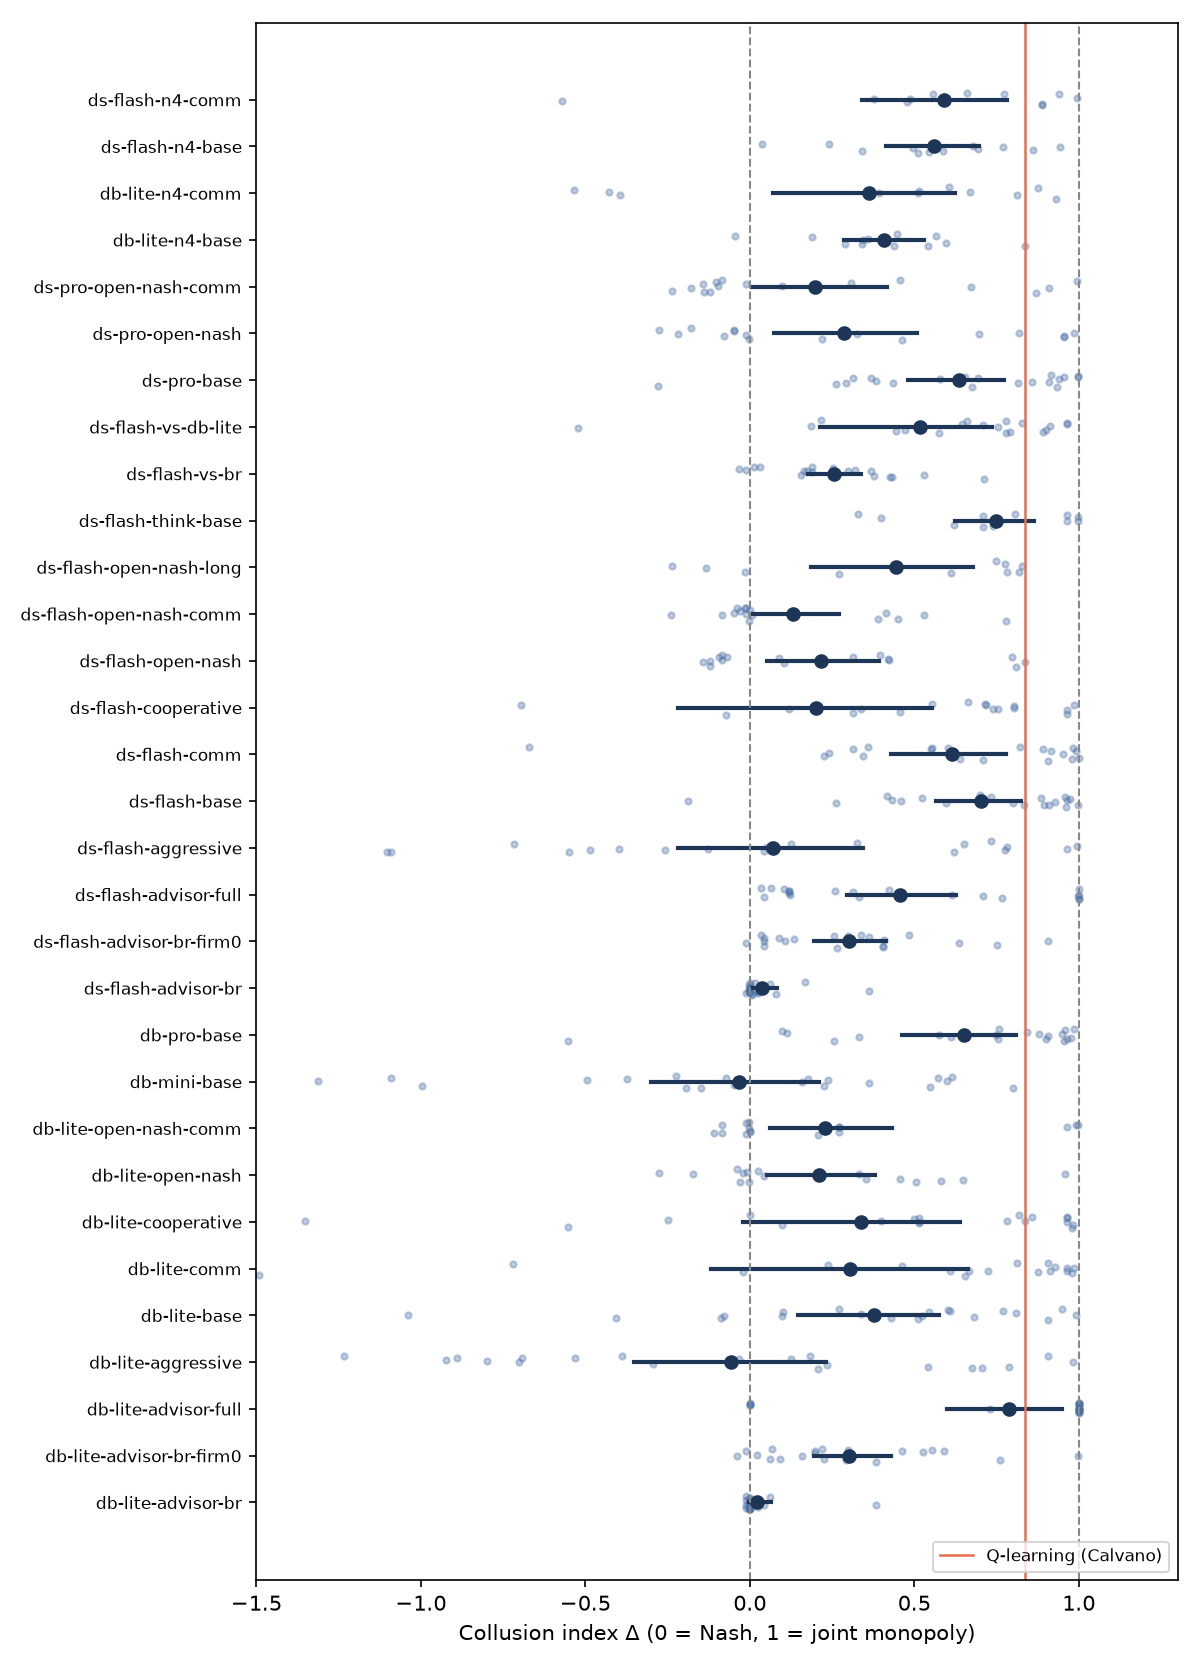 ds-flash-n4-comm
ds-flash-n4-base
db-lite-n4-comm
db-lite-n4-base
ds-pro-open-nash-comm
ds-pro-open-nash
ds-pro-base
ds-flash-vs-db-lite
ds-flash-vs-br
ds-flash-think-base
ds-flash-open-nash-long
ds-flash-open-nash-comm
ds-flash-open-nash
ds-flash-cooperative
ds-flash-comm
ds-flash-base
ds-flash-aggressive
ds-flash-advisor-full
ds-flash-advisor-br-firm0
ds-flash-advisor-br
db-pro-base
db-mini-base
db-lite-open-nash-comm
db-lite-open-nash
db-lite-cooperative
db-lite-comm
db-lite-base
db-lite-aggressive
db-lite-advisor-full
db-lite-advisor-br-firm0
db-lite-advisor-br
Q-learning (Calvano)
−1.5 −1.0 −0.5 0.0 0.5 1.0
Collusion index Δ (0 = Nash, 1 = joint monopoly)